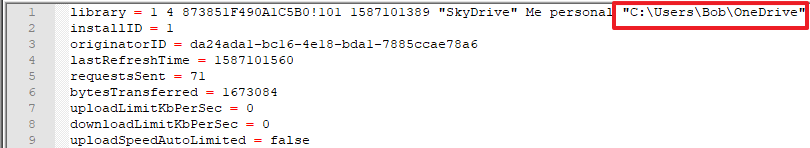 1 library = 1 4 873851F490A1C5B0!101 1587101389 "SkyDrive" Me personal "C:\Users\Bob\OneDrive"
2 installID = 1
3 originatorID = da24ada1-bc16-4e18-bda1-7885ccae78a6
4 lastRefreshTime = 1587101560
5 requestsSent = 71
6 bytesTransferred = 1673084
7 uploadLimitKbPerSec = 0
8 downloadLimitKbPerSec = 0
9 uploadSpeedAutoLimited = false